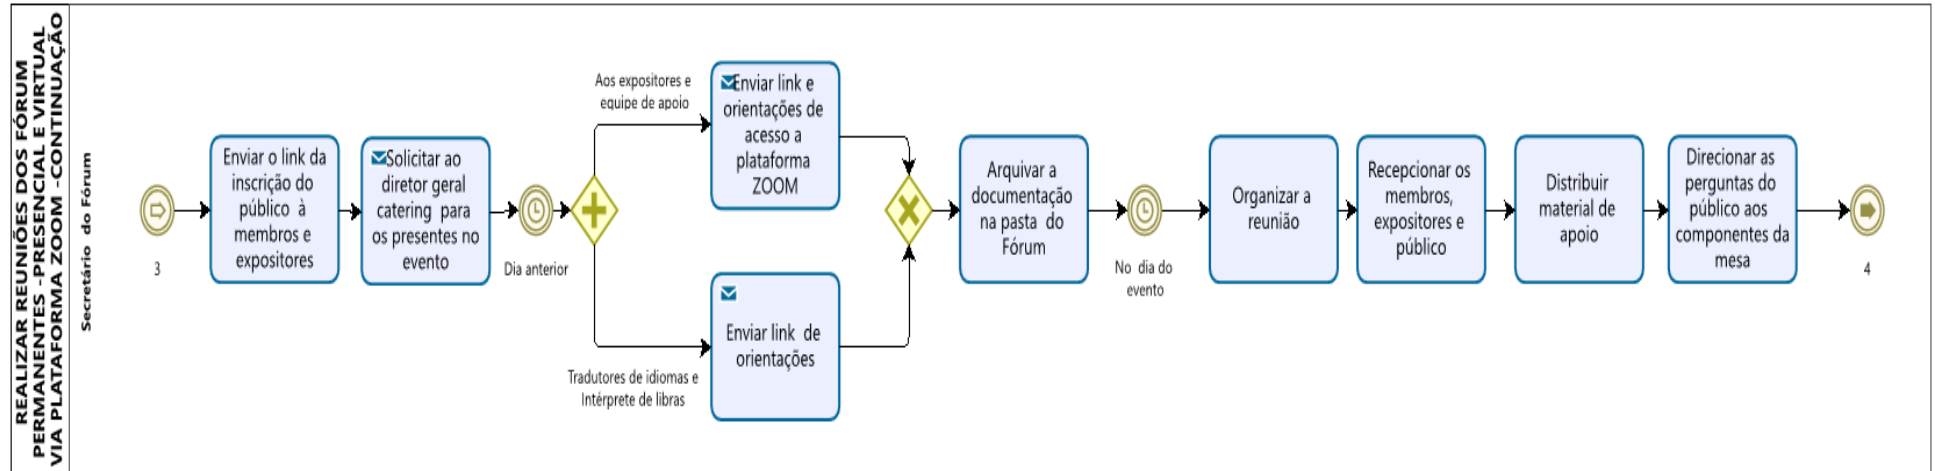 REALIZAR REUNIÕES DOS FÓRUM
PERMANENTES -PRESENCIAL E VIRTUAL
VIA PLATAFORMA ZOOM -CONTINUAÇÃO
Secretário do Fórum
3
Enviar o link da
inscrição do
público à
membros e
expositores
Solicitar ao
diretor geral
catering para
os presentes no
evento
Dia anterior
Aos expositores e
equipe de apoio
Enviar link e
orientações de
acesso a
plataforma
ZOOM
Tradutores de idiomas e
Intérprete de libras
Enviar link de
orientações
Arquivar a
documentação
na pasta do
Fórum
No dia do
evento
Organizar a
reunião
Recepcionar os
membros,
expositores e
público
Distribuir
material de
apoio
Direcionar as
perguntas do
público aos
componentes da
mesa
4